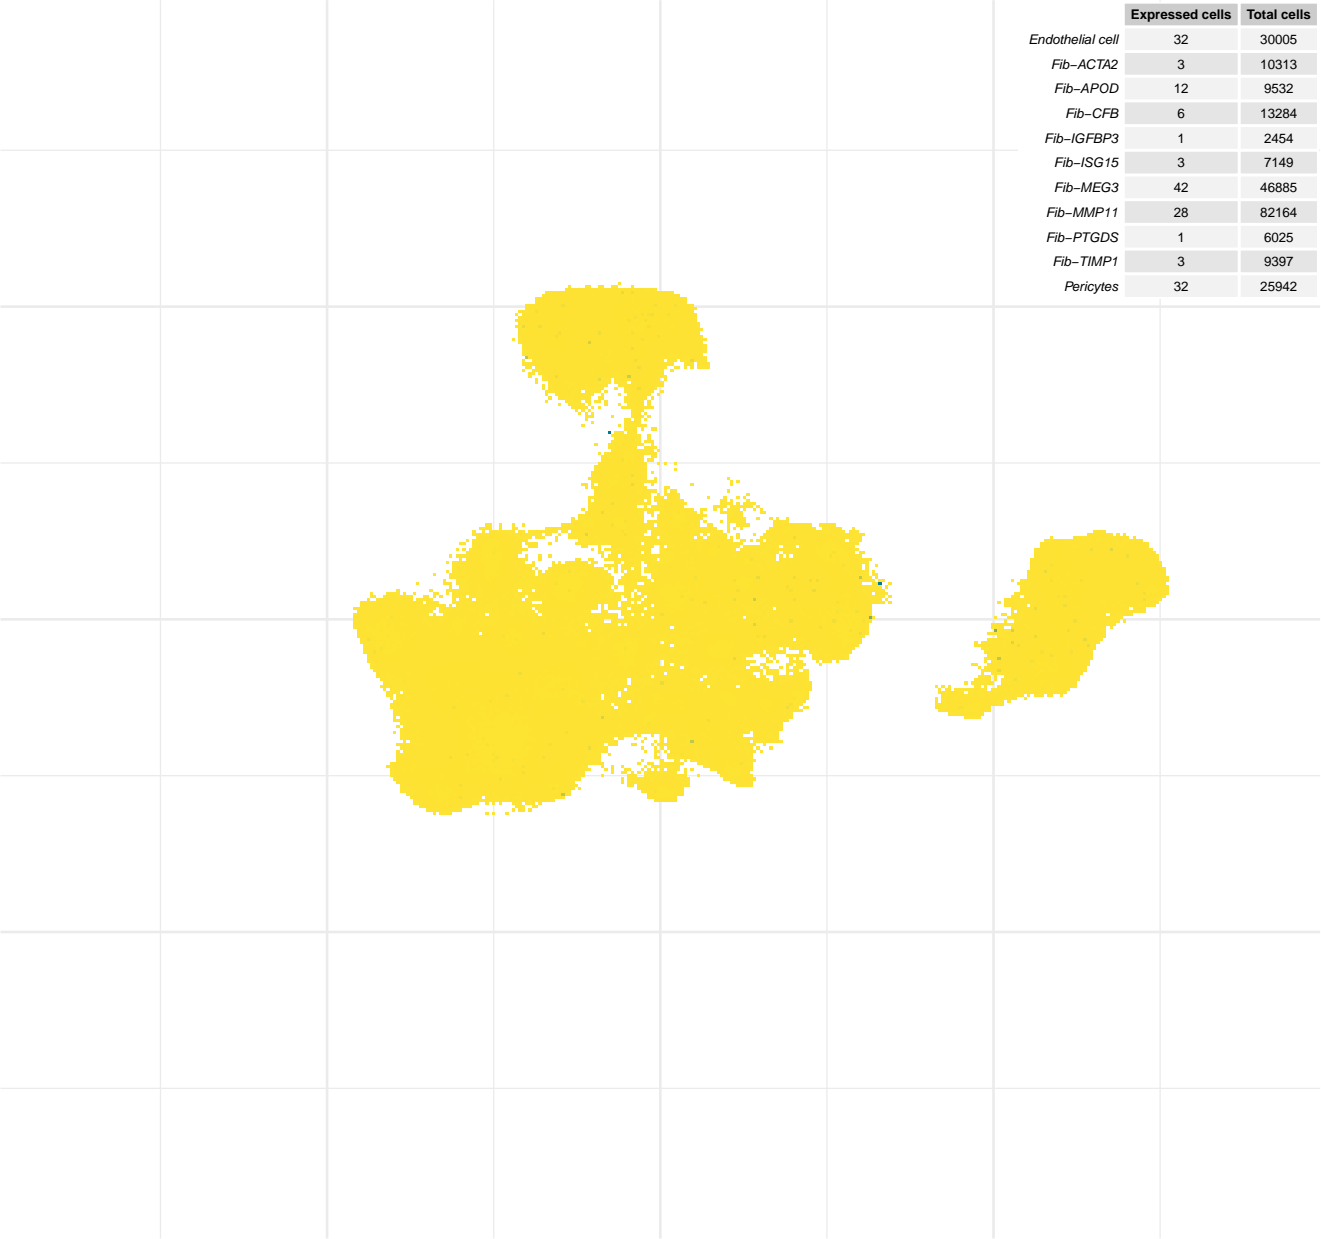 Expressed cells Total cells
Endothelial cell 32 30005
Fib−ACTA2 3 10313
Fib−APOD 12 9532
Fib−CFB 6 13284
Fib−IGFBP3 1 2454
Fib−ISG15 3 7149
Fib−MEG3 42 46885
Fib−MMP11 28 82164
Fib−PTGDS 1 6025
Fib−TIMP1 3 9397
Pericytes 32 25942